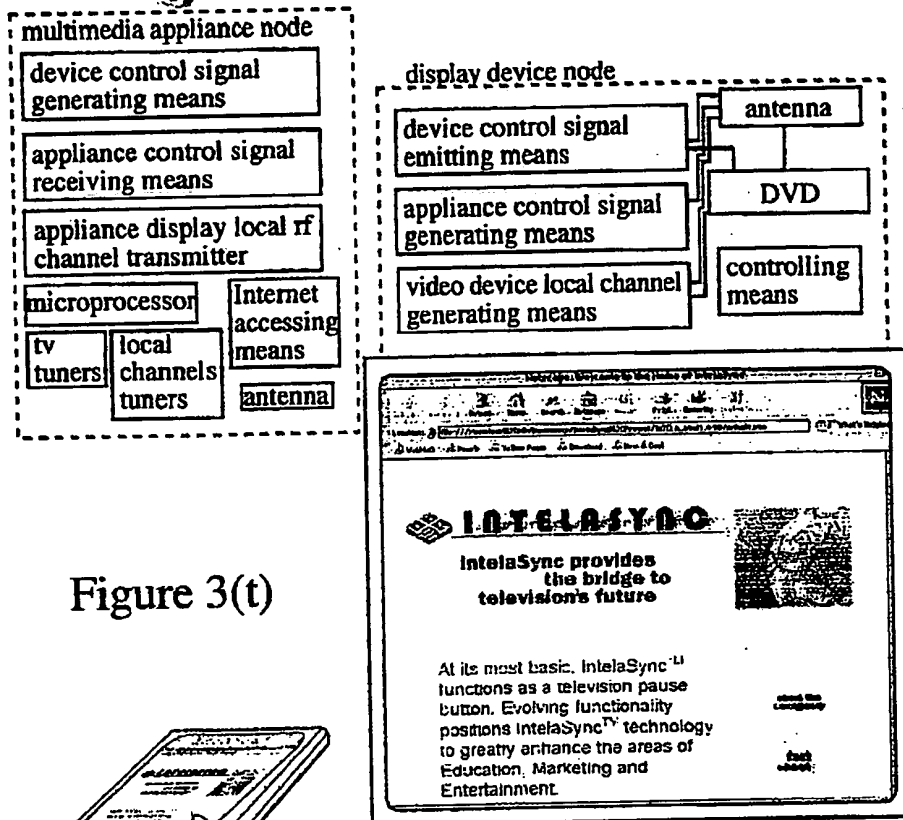 multimedia appliance node
device control signal
generating means
appliance control signal
receiving means
appliance display local rf
channel transmitter
microprocessor
Internet
accessing
means
tv
tuners
local
channels
tuners
antenna
display device node
device control signal
emitting means
appliance control signal
generating means
video device local channel
generating means
antenna
DVD
controlling
means
INTELASYNC
IntelaSync provides
the bridge to
television's future
At its most basic, IntelaSync
functions as a television pause
button. Evolving functionality
positions IntelaSync technology
to greatly enhance the areas of
Education, Marketing and
Entertainment.
Figure 3(t)